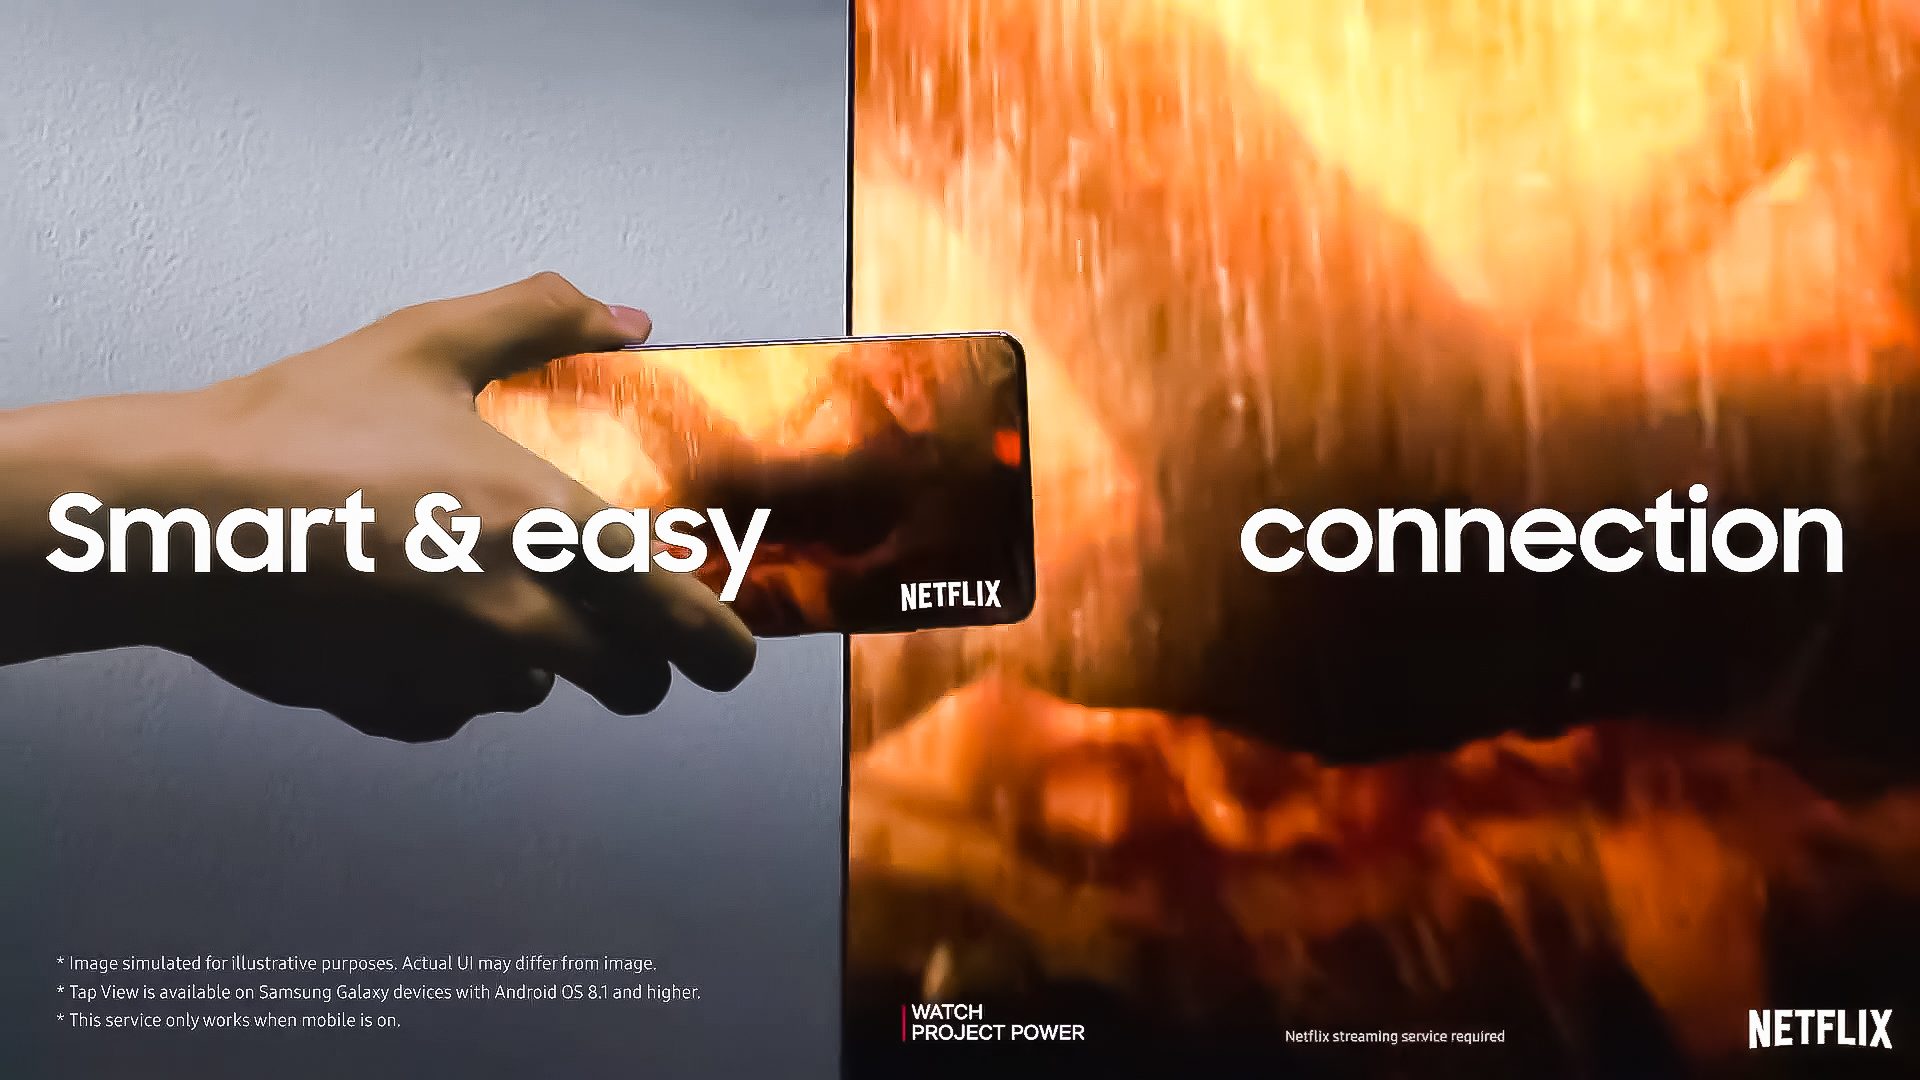 Smart & easy connection
NETFLIX
* Image simulated for illustrative purposes. Actual UI may differ from image.
* Tap View is available on Samsung Galaxy devices with Android OS 8.1 and higher.
* This service only works when mobile is on.
WATCH
PROJECT POWER
Netflix streaming service required
NETFLIX